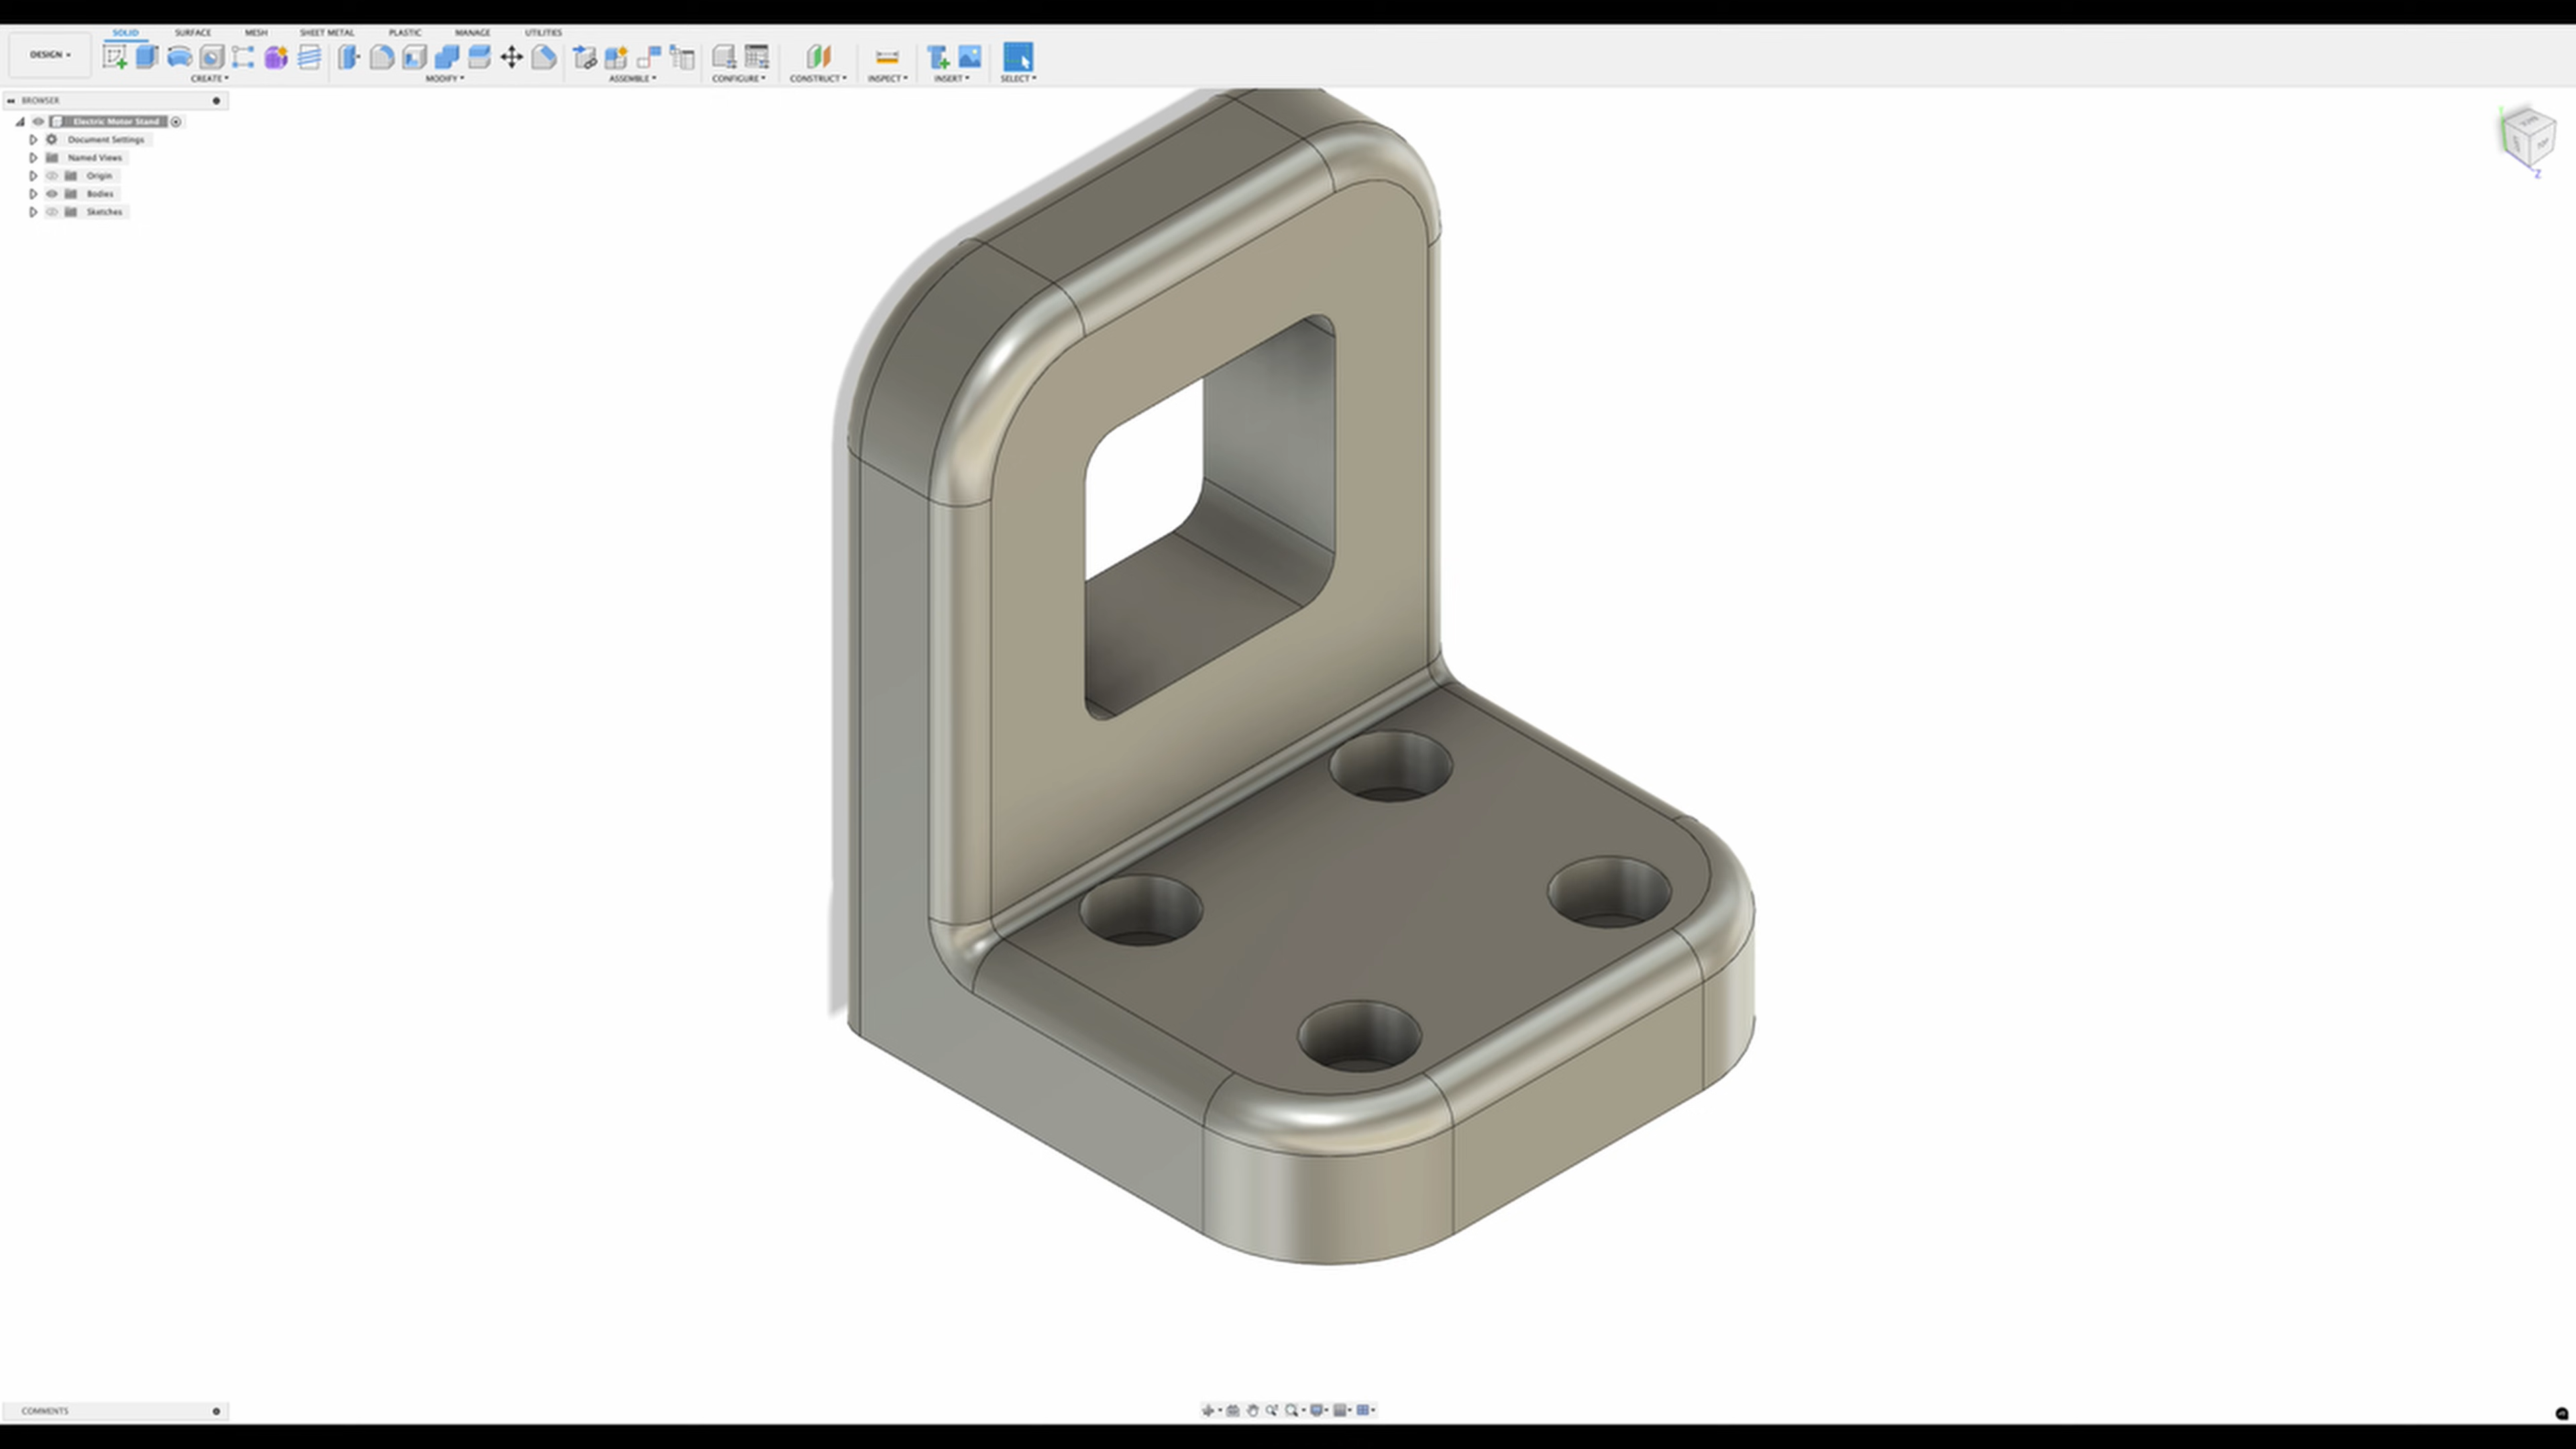 SOLID SURFACE MESH SHEET METAL PLASTIC MANAGE UTILITIES
DESIGN
CREATE MODIFY ASSEMBLE CONFIGURE CONSTRUCT INSPECT INSERT SELECT
BROWSER
Electric Motor Stand
Document Settings
Named Views
Origin
Bodies
Sketches
TOP
Z
COMMENTS